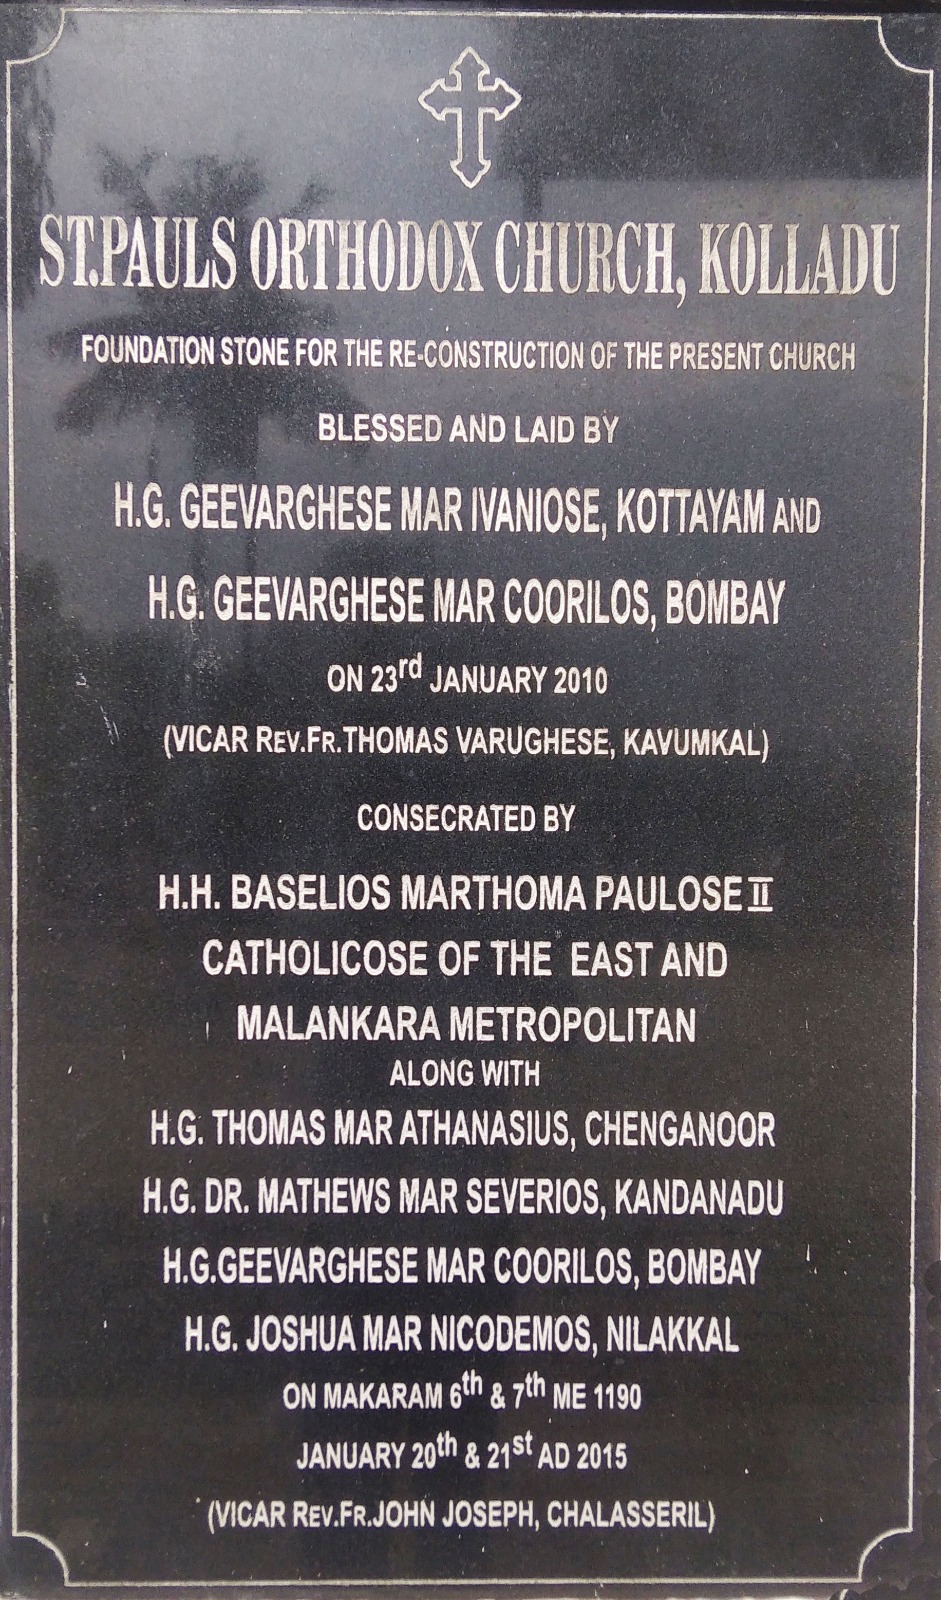 ST.PAULS ORTHODOX CHURCH, KOLLADU
FOUNDATION STONE FOR THE RE-CONSTRUCTION OF THE PRESENT CHURCH
BLESSED AND LAID BY
H.G. GEEVARGHESE MAR IVANIOSE, KOTTAYAM AND
H.G. GEEVARGHESE MAR COORILOS, BOMBAY
ON 23rd JANUARY 2010
(VICAR REV.FR.THOMAS VARUGHESE, KAVUMKAL)
CONSECRATED BY
H.H. BASELIOS MARTHOMA PAULOSE II
CATHOLICOSE OF THE EAST AND
MALANKARA METROPOLITAN
ALONG WITH
H.G. THOMAS MAR ATHANASIUS, CHENGANOOR
H.G. DR. MATHEWS MAR SEVERIOS, KANDANADU
H.G.GEEVARGHESE MAR COORILOS, BOMBAY
H.G. JOSHUA MAR NICODEMOS, NILAKKAL
ON MAKARAM 6th & 7th ME 1190
JANUARY 20th & 21st AD 2015
(VICAR REV.FR.JOHN JOSEPH, CHALASSERIL)